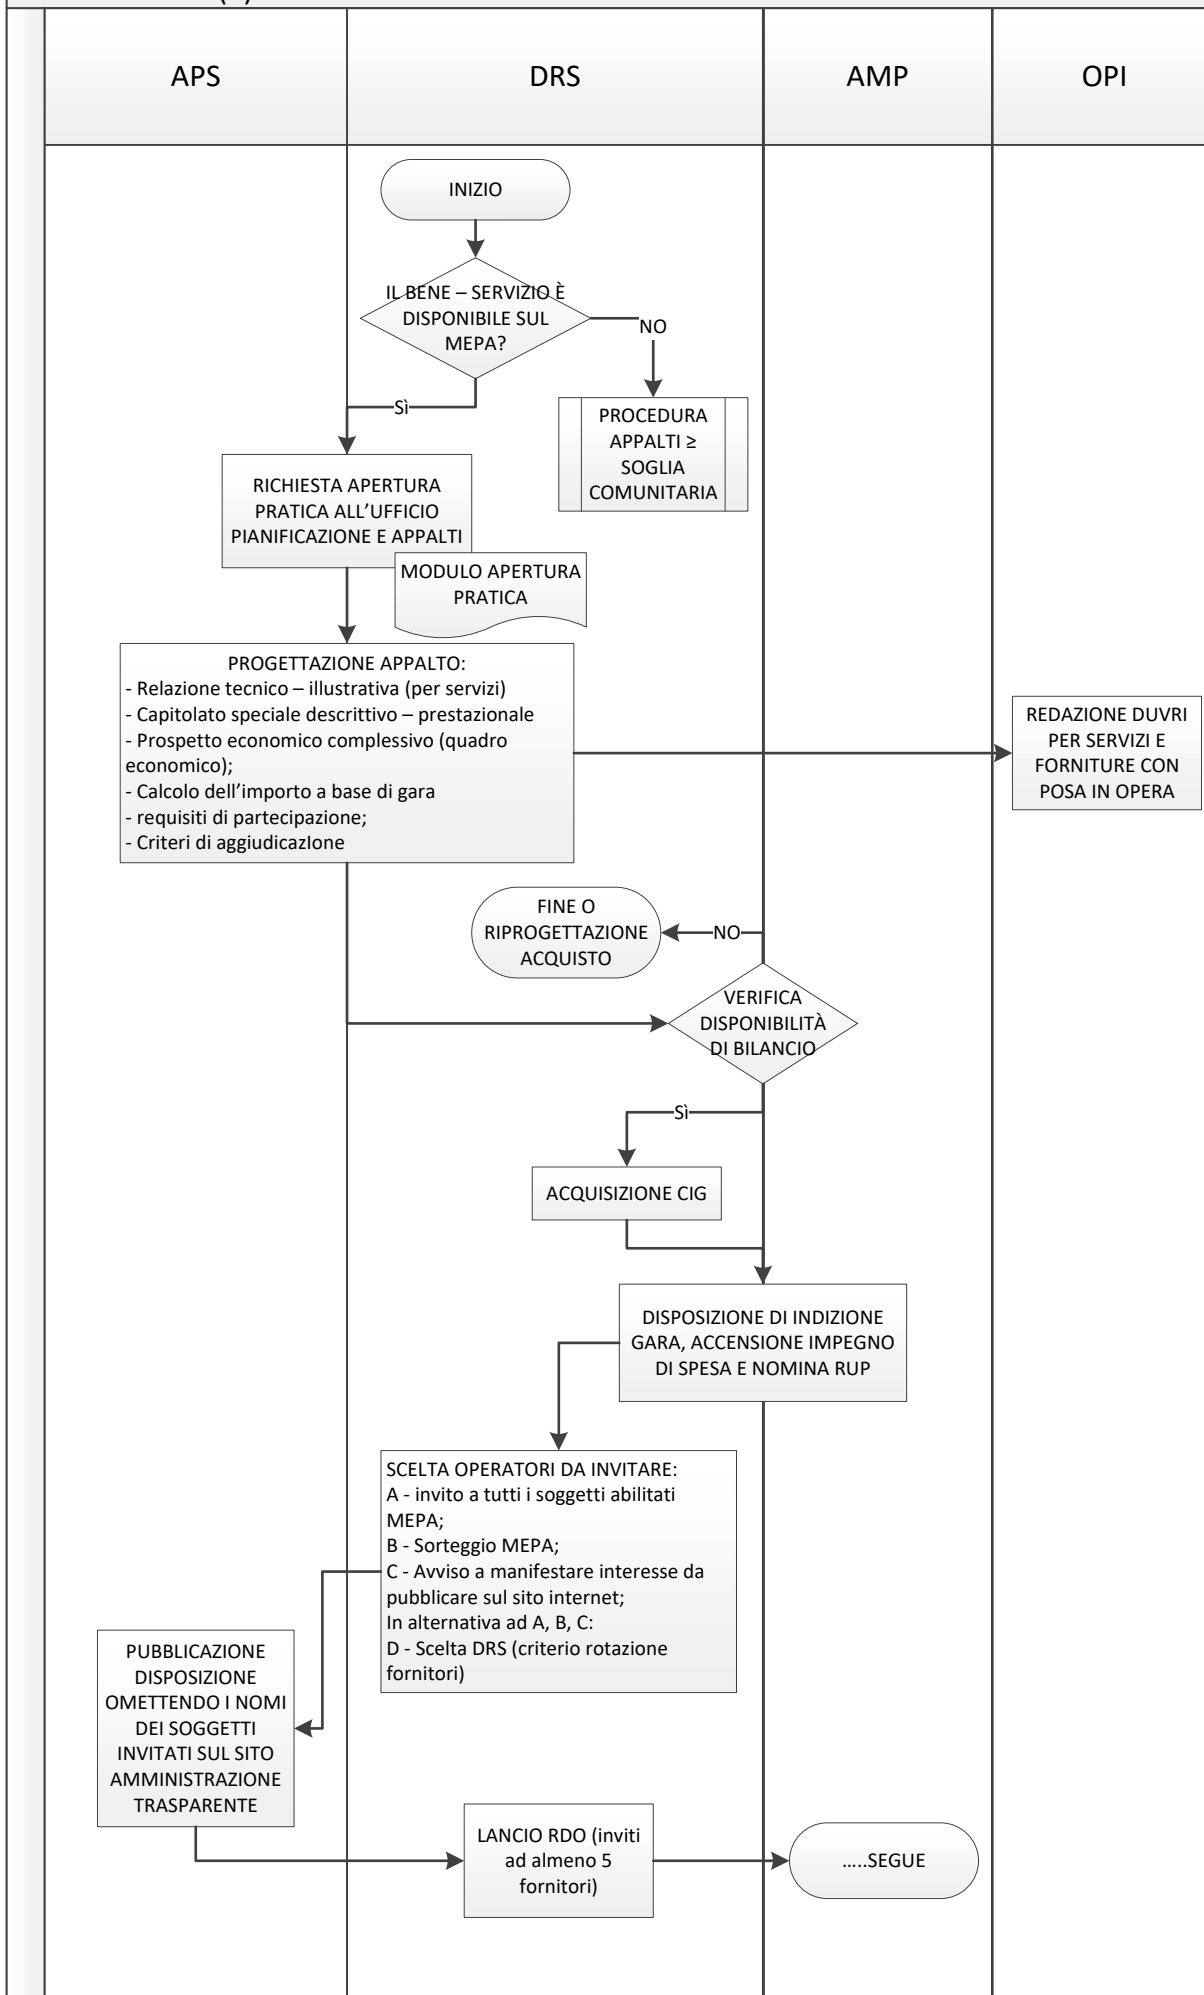 APS
DRS
AMP
OPI
INIZIO
IL BENE – SERVIZIO È
DISPONIBILE SUL
MEPA?
NO
Sì
PROCEDURA
APPALTI ≥
SOGLIA
COMUNITARIA
RICHIESTA APERTURA
PRATICA ALL’UFFICIO
PIANIFICAZIONE E APPALTI
MODULO APERTURA
PRATICA
PROGETTAZIONE APPALTO:
- Relazione tecnico – illustrativa (per servizi)
- Capitolato speciale descrittivo – prestazionale
- Prospetto economico complessivo (quadro
economico);
- Calcolo dell’importo a base di gara
- requisiti di partecipazione;
- Criteri di aggiudicazIone
REDAZIONE DUVRI
PER SERVIZI E
FORNITURE CON
POSA IN OPERA
FINE O
RIPROGETTAZIONE
ACQUISTO
NO
VERIFICA
DISPONIBILITÀ
DI BILANCIO
Sì
ACQUISIZIONE CIG
DISPOSIZIONE DI INDIZIONE
GARA, ACCENSIONE IMPEGNO
DI SPESA E NOMINA RUP
SCELTA OPERATORI DA INVITARE:
A - invito a tutti i soggetti abilitati
MEPA;
B - Sorteggio MEPA;
C - Avviso a manifestare interesse da
pubblicare sul sito internet;
In alternativa ad A, B, C:
D - Scelta DRS (criterio rotazione
fornitori)
PUBBLICAZIONE
DISPOSIZIONE
OMETTENDO I NOMI
DEI SOGGETTI
INVITATI SUL SITO
AMMINISTRAZIONE
TRASPARENTE
LANCIO RDO (inviti
ad almeno 5
fornitori)
…..SEGUE